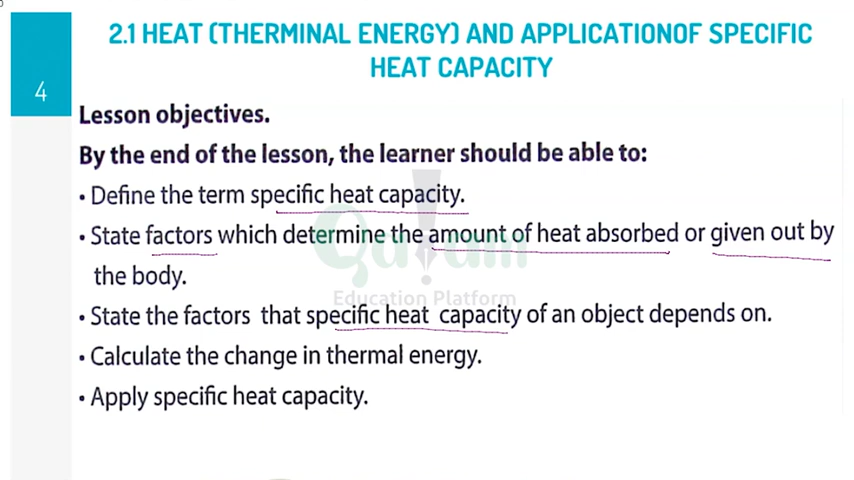 2.1 HEAT (THERMINAL ENERGY) AND APPLICATIONOF SPECIFIC
HEAT CAPACITY
4
Lesson objectives.
By the end of the lesson, the learner should be able to:
• Define the term specific heat capacity.
• State factors which determine the amount of heat absorbed or given out by
the body.
• State the factors that specific heat capacity of an object depends on.
• Calculate the change in thermal energy.
• Apply specific heat capacity.
Qalam
Education Platform